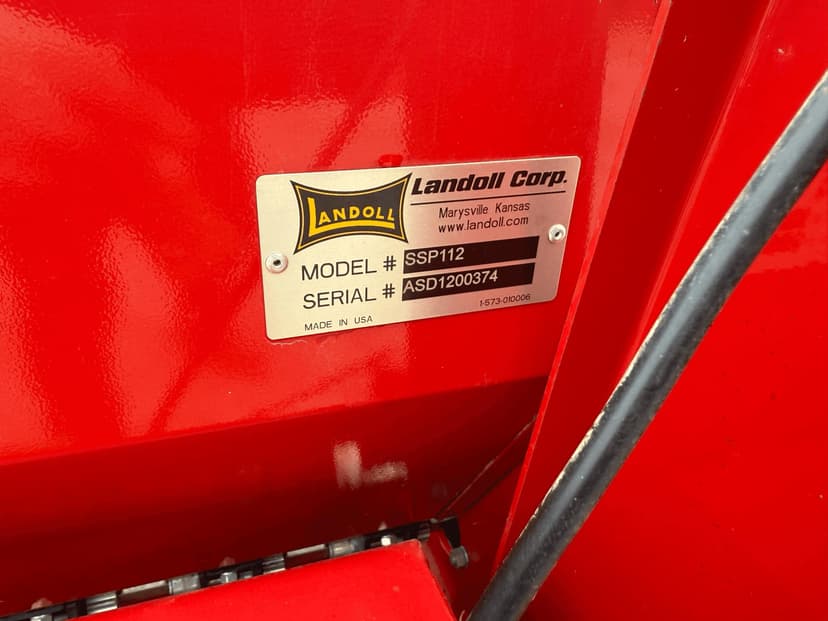 LANDOLL
Landoll Corp.
Marysville Kansas
www.landoll.com
MODEL # SSP112
SERIAL # ASD1200374
1-573-010006
MADE IN USA